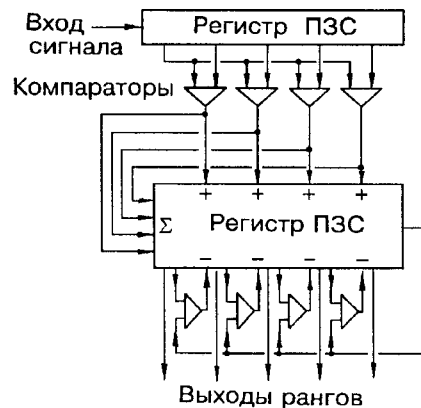 Вход
сигнала
Регистр ПЗС
Компараторы
+ + + +
Σ
Регистр ПЗС
− − − −
Выходы рангов